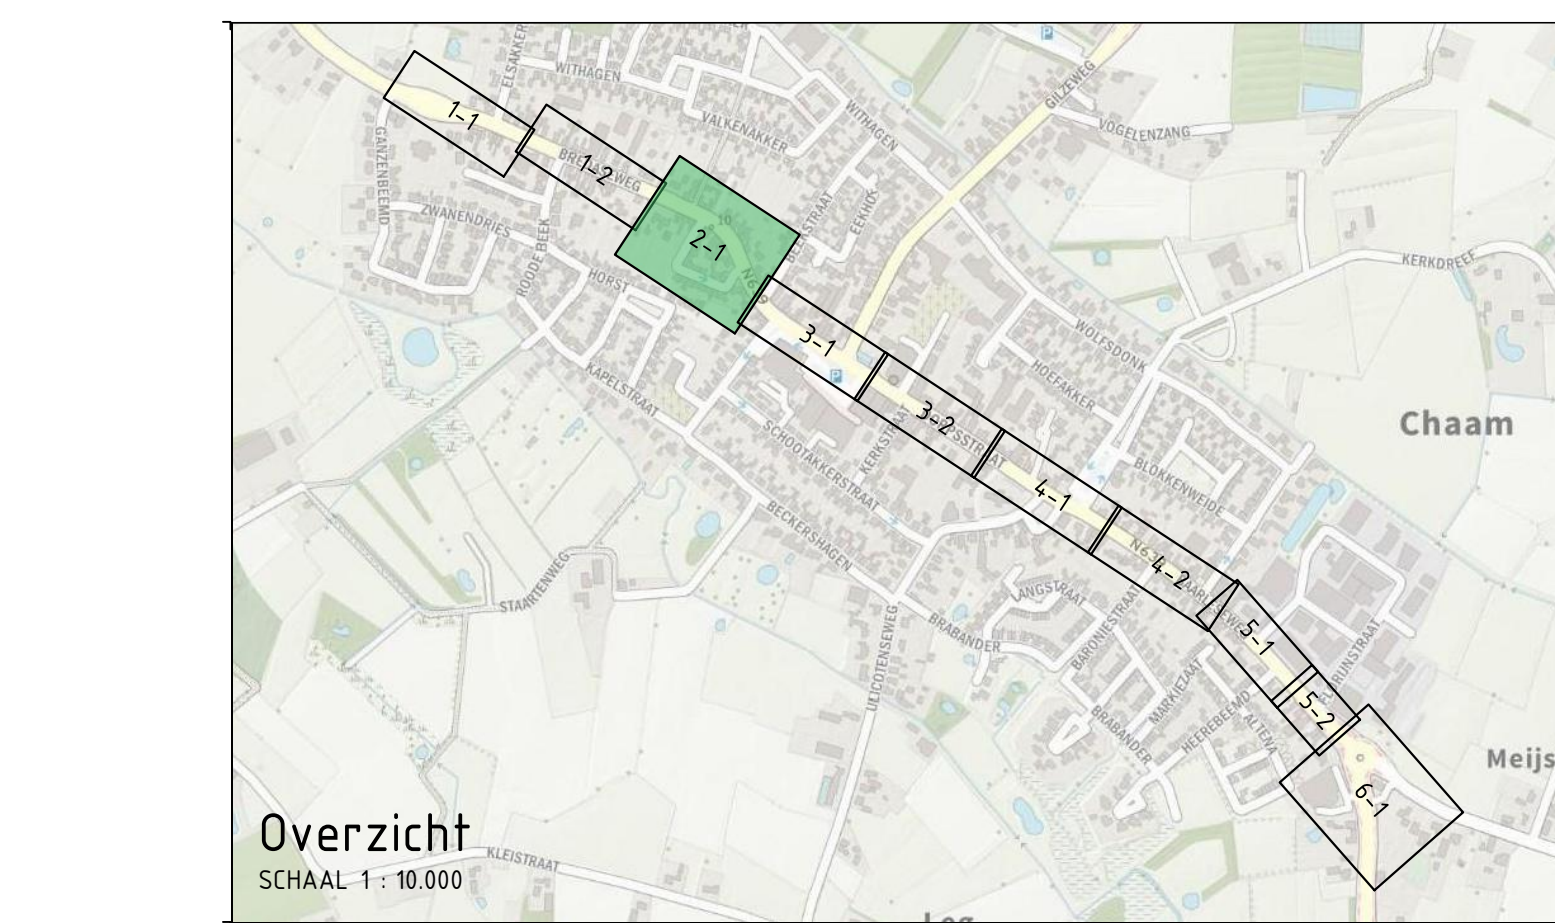 WITHAGEN
1-1
GANZENBEEMD
1-2
VALKENAKKER
WITHAGEN
GILZEWEG
VOGELENZANG
ZWANENDRIES
ROODE BEEK
HORST
10
2-1
EEKHOF
KERKDREEF
3-1
P
P
WOLFSDONK
HOEFAKKER
KAPELSTRAAT
3-2
Chaam
SCHOOTAKKERSTRAAT
KERKSTRAAT
4-1
BLOKKENWEIDE
BECKERSHAGEN
4-2
STAARTENWEG
LANGSTRAAT
BARONIESTRAAT
BRABANDER
ULICOTENSEWEG
5-1
MARKIEZAAT
HEEREBEEMD
ALTENA
BRABANDER
5-2
Meijs
6-1
Overzicht
SCHAAL 1 : 10.000
KLEISTRAAT